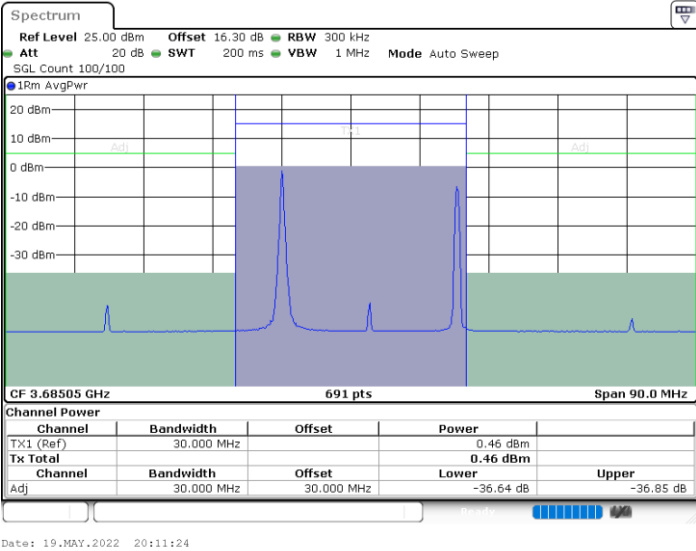 Spectrum
Ref Level 25.00 dBm Offset 16.30 dB RBW 300 kHz
Att 20 dB SWT 200 ms VBW 1 MHz Mode Auto Sweep
SGL Count 100/100
1Rm AvgPwr
20 dBm
TX1
10 dBm
Adj Adj
0 dBm
-10 dBm
-20 dBm
-30 dBm
CF 3.68505 GHz 691 pts Span 90.0 MHz
Channel Power
Channel Bandwidth Offset Power
TX1 (Ref) 30.000 MHz 0.46 dBm
Tx Total 0.46 dBm
Channel Bandwidth Offset Lower Upper
Adj 30.000 MHz 30.000 MHz -36.64 dB -36.85 dB
Ready
Date: 19.MAY.2022 20:11:24